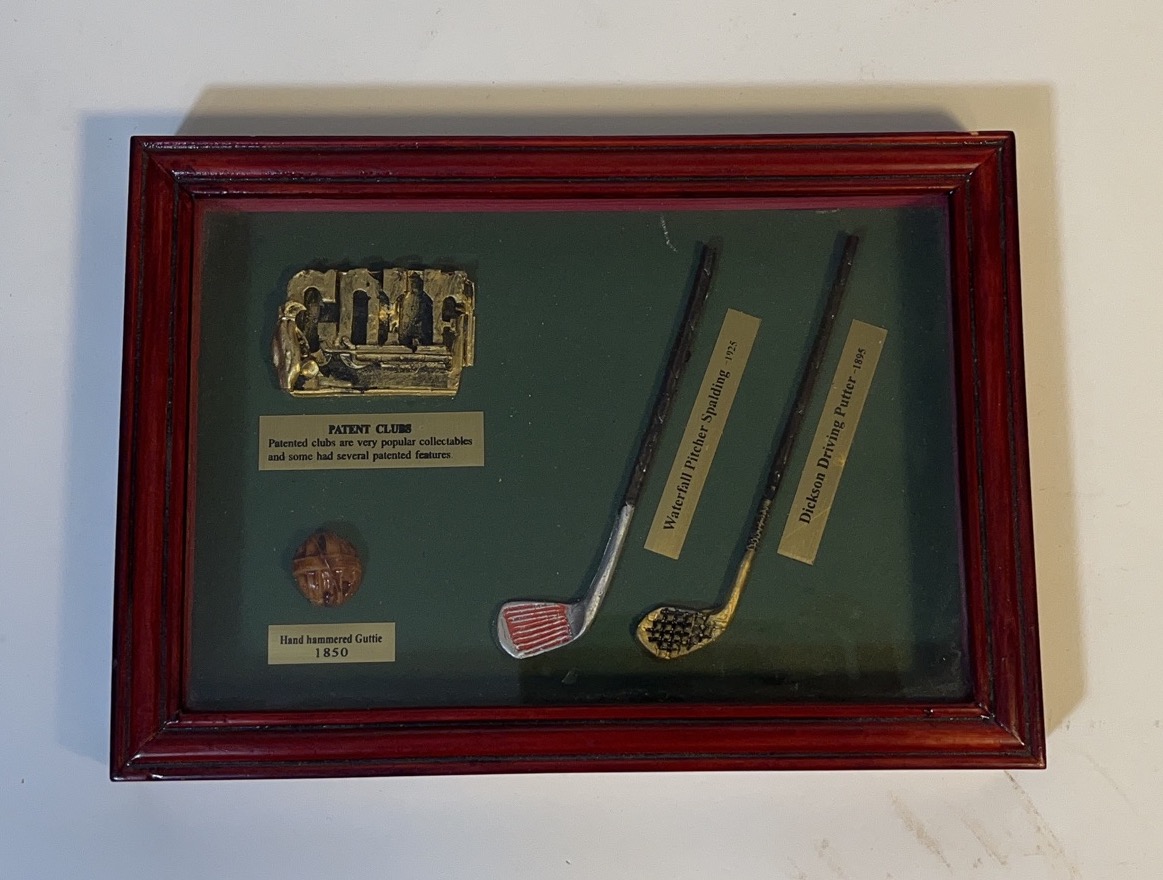 GOLF
PATENT CLUBS
Patented clubs are very popular collectables
and some had several patented features
Hand hammered Guttie
1850
Waterfall Pitcher Spalding -1925
Dickson Driving Putter -1895